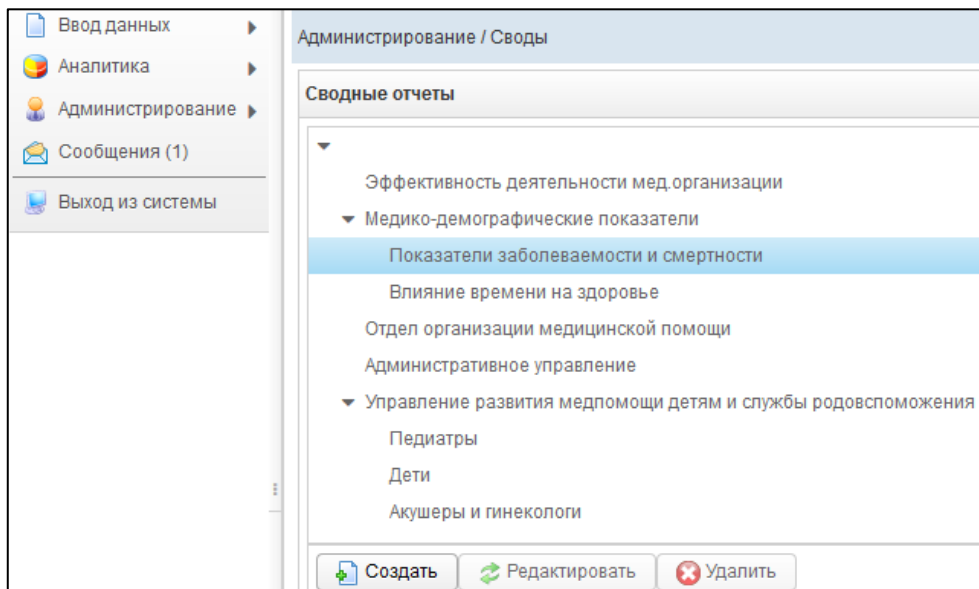 Ввод данных
Аналитика
Администрирование
Сообщения (1)
Выход из системы
Администрирование / Своды
Сводные отчеты
Эффективность деятельности мед.организации
Медико-демографические показатели
Показатели заболеваемости и смертности
Влияние времени на здоровье
Отдел организации медицинской помощи
Административное управление
Управление развития медпомощи детям и службы родовспоможения
Педиатры
Дети
Акушеры и гинекологи
Создать Редактировать Удалить